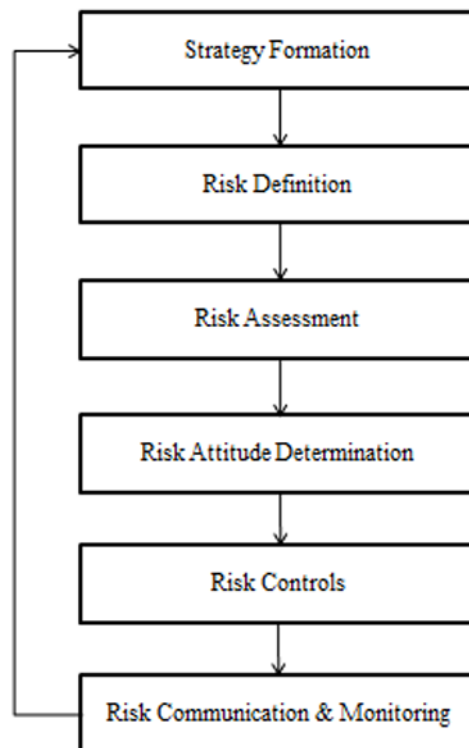 Strategy Formation
Risk Definition
Risk Assessment
Risk Attitude Determination
Risk Controls
Risk Communication & Monitoring